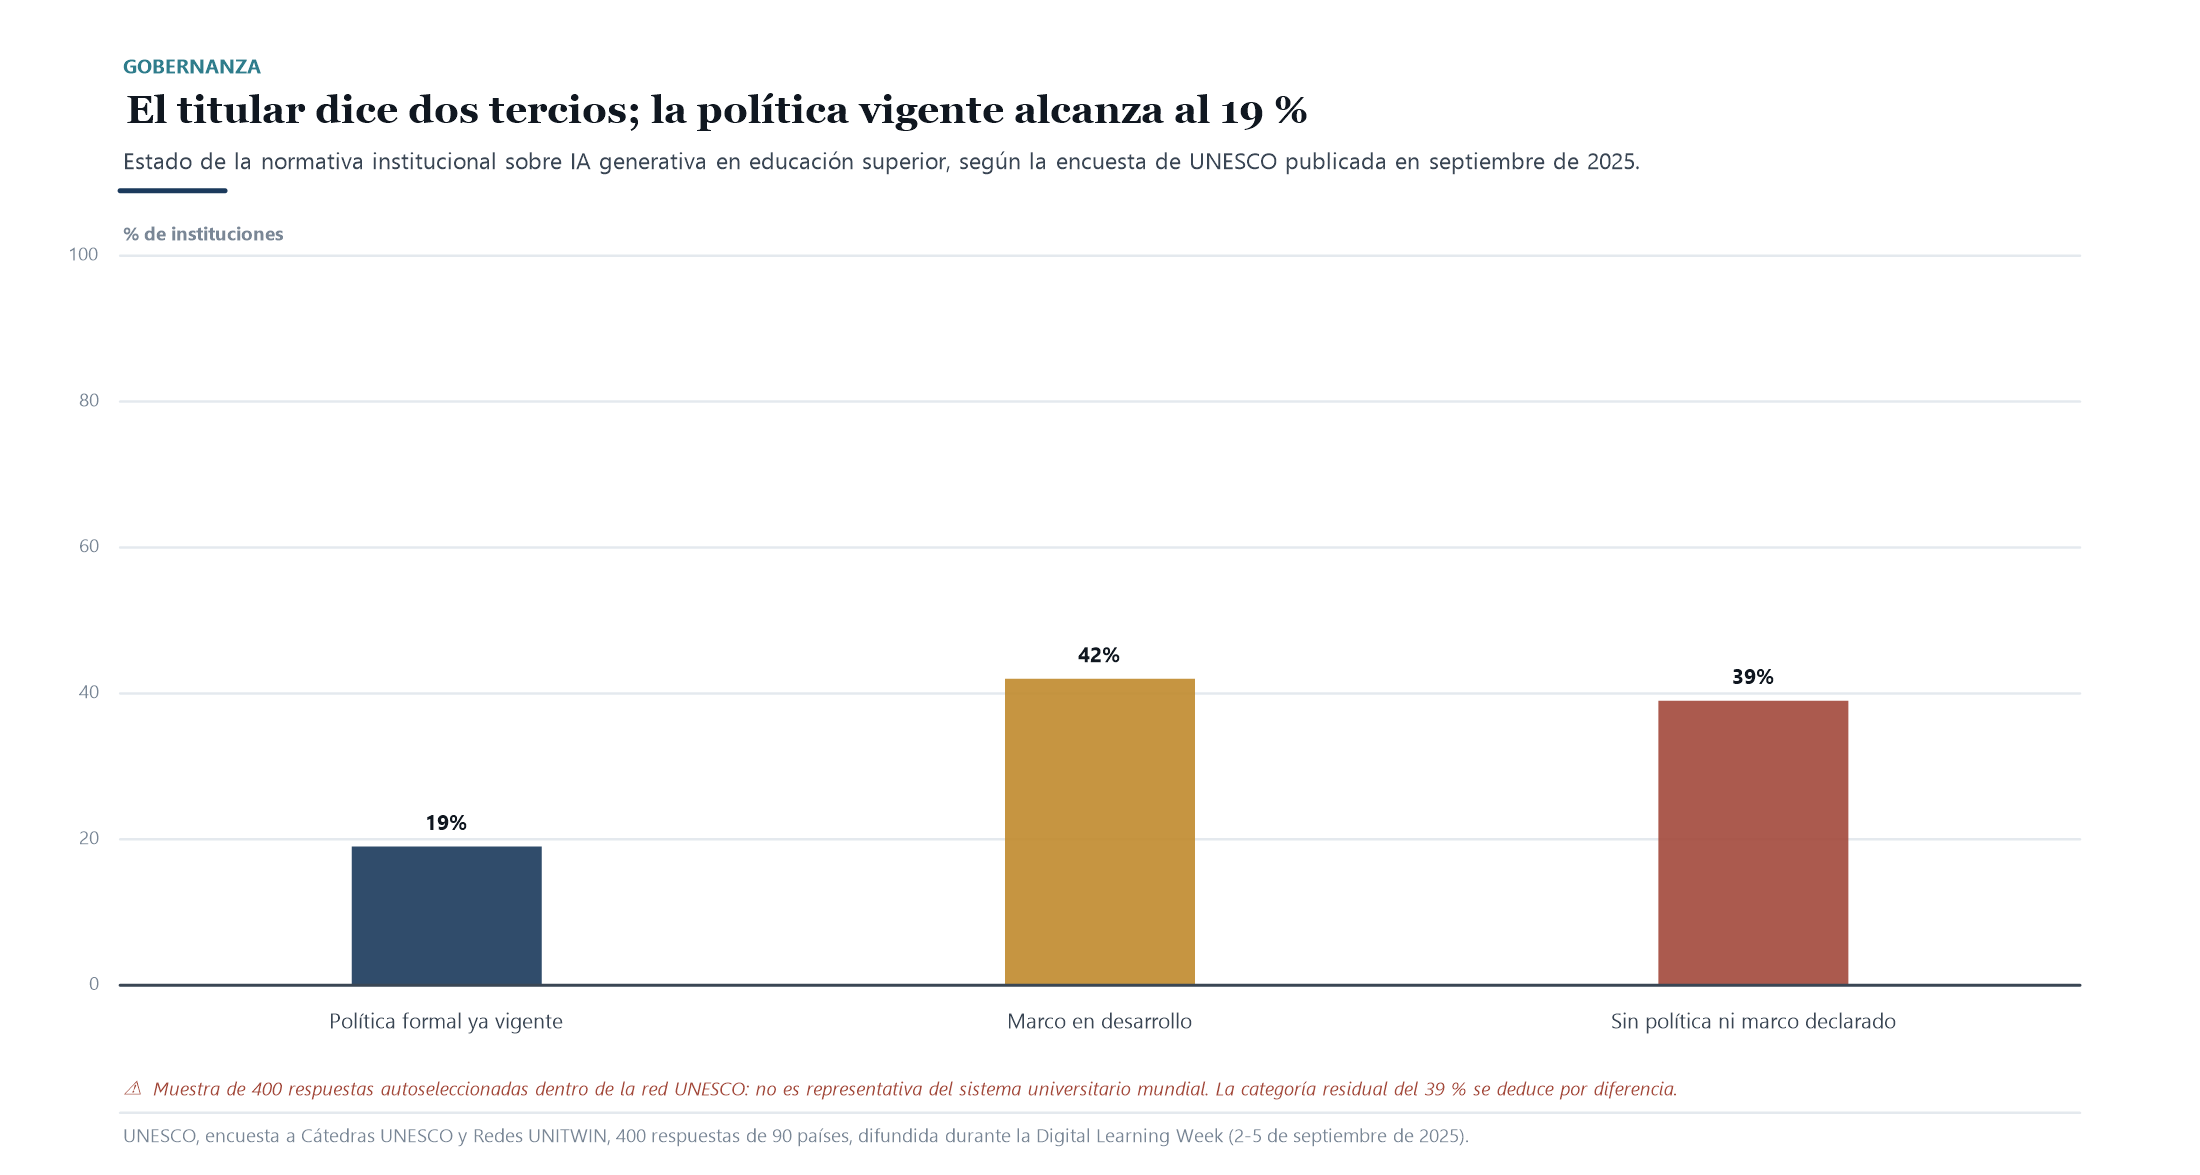 GOBERNANZA
El titular dice dos tercios; la política vigente alcanza al 19 %
Estado de la normativa institucional sobre IA generativa en educación superior, según la encuesta de UNESCO publicada en septiembre de 2025.
% de instituciones
100
80
60
40
20
0
19%
42%
39%
Política formal ya vigente
Marco en desarrollo
Sin política ni marco declarado
⚠ Muestra de 400 respuestas autoseleccionadas dentro de la red UNESCO: no es representativa del sistema universitario mundial. La categoría residual del 39 % se deduce por diferencia.
UNESCO, encuesta a Cátedras UNESCO y Redes UNITWIN, 400 respuestas de 90 países, difundida durante la Digital Learning Week (2-5 de septiembre de 2025).